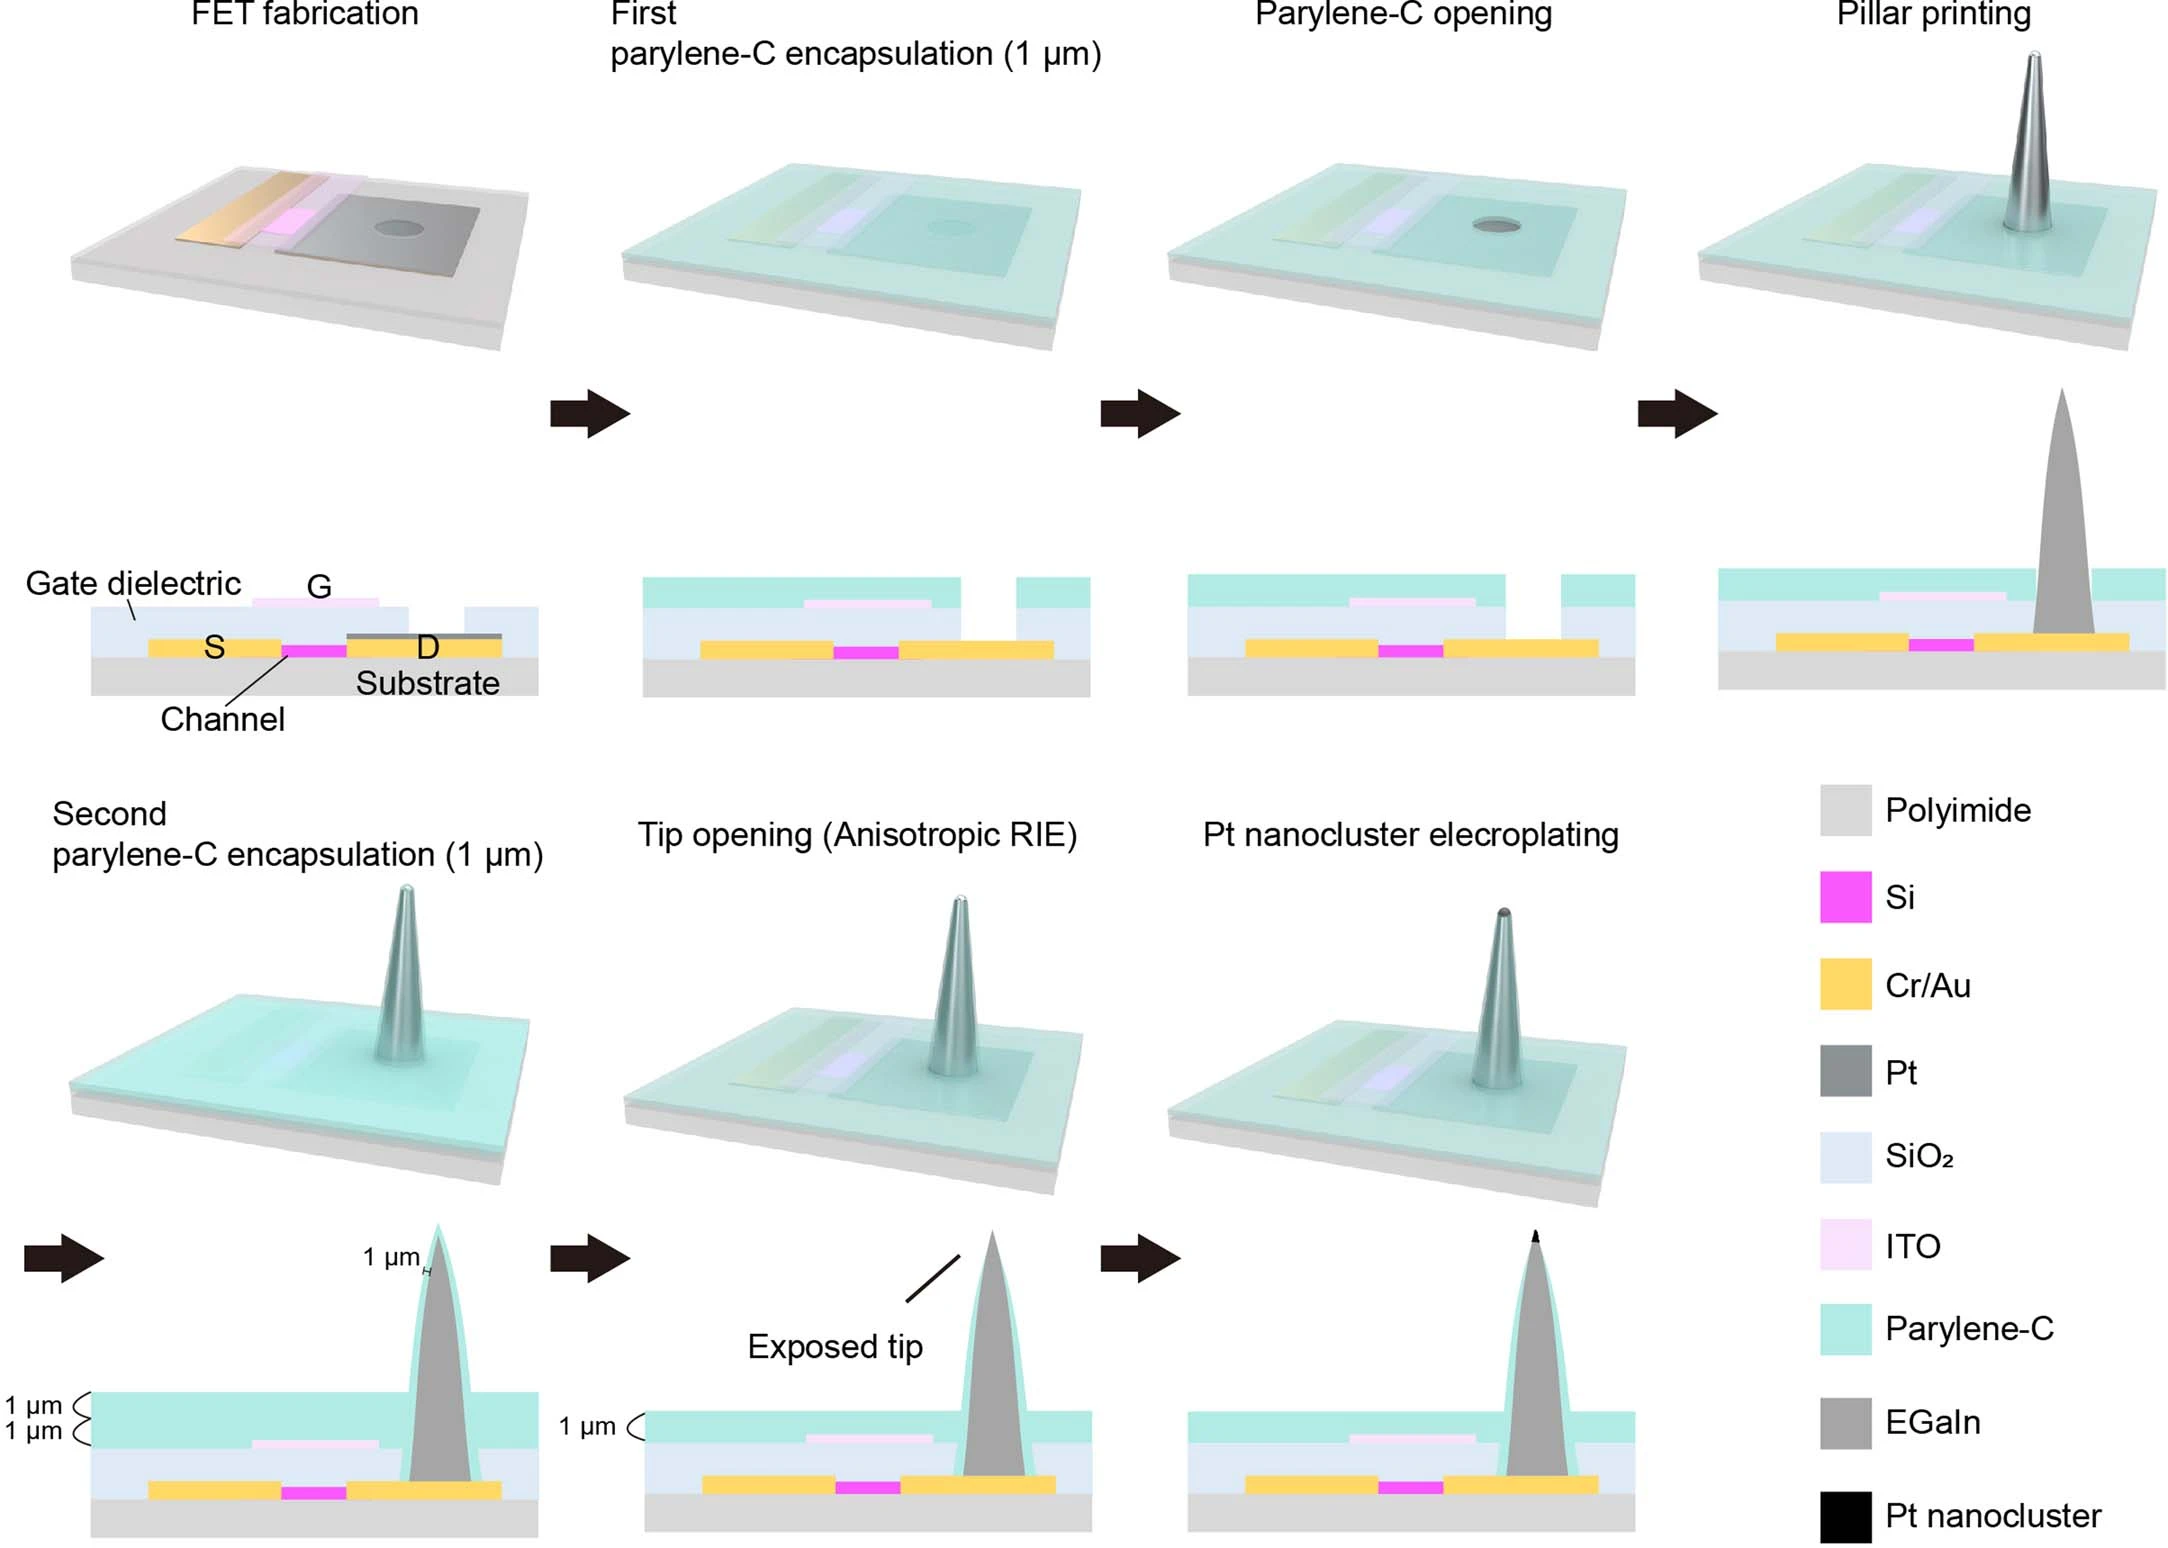 FET fabrication
First
parylene-C encapsulation (1 µm)
Parylene-C opening
Pillar printing
Gate dielectric
G
S
D
Substrate
Channel
Second
parylene-C encapsulation (1 µm)
Tip opening (Anisotropic RIE)
Pt nanocluster elecroplating
1 µm
1 µm
1 µm
Exposed tip
1 µm
Polyimide
Si
Cr/Au
Pt
SiO₂
ITO
Parylene-C
EGaIn
Pt nanocluster